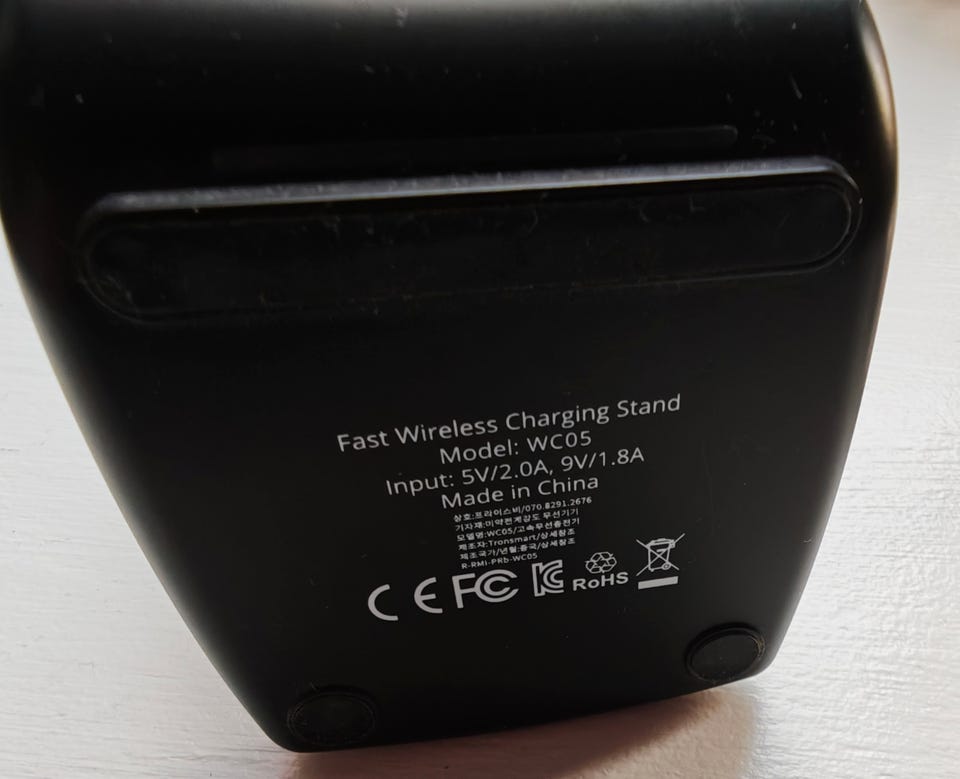 Fast Wireless Charging Stand
Model: WC05
Input: 5V/2.0A, 9V/1.8A
Made in China
상호:프라이스비/070.8291.2676
기자재:미약전계강도 무선기기
모델명:WC05/고속무선충전기
제조자:Tronsmart/상세참조
제조국가/년월:중국/상세참조
R-RMI-PRb-WC05
CE FC KC RoHS